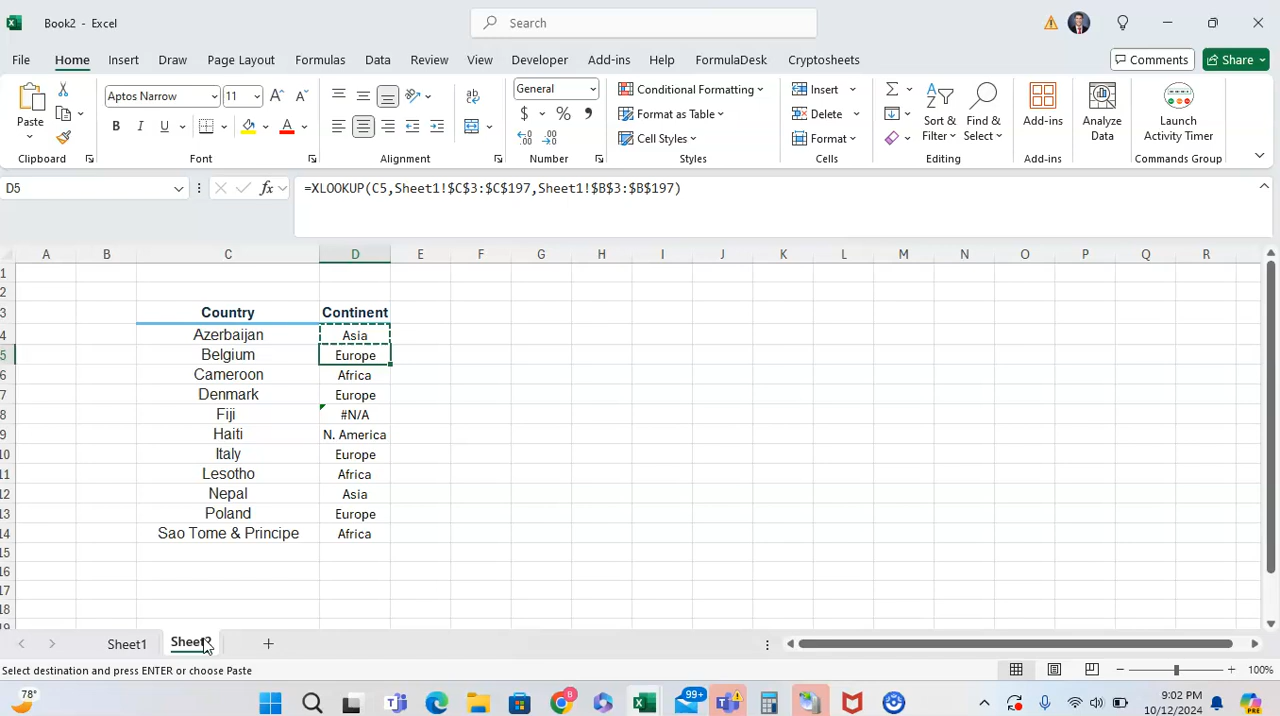 Book2 - Excel
Search
File Home Insert Draw Page Layout Formulas Data Review View Developer Add-ins Help FormulaDesk Cryptosheets Comments Share
Paste
Aptos Narrow 11
B I U
General
$ %
Conditional Formatting
Format as Table
Cell Styles
Insert
Delete
Format
Sort & Filter
Find & Select
Add-ins
Analyze Data
Launch Activity Timer
Clipboard Font Alignment Number Styles Cells Editing Add-ins Commands Group
D5 fx =XLOOKUP(C5,Sheet1!$C$3:$C$197,Sheet1!$B$3:$B$197)
A B C D E F G H I J K L M N O P Q R
1
2
3 Country Continent
4 Azerbaijan Asia
5 Belgium Europe
6 Cameroon Africa
7 Denmark Europe
8 Fiji #N/A
9 Haiti N. America
10 Italy Europe
11 Lesotho Africa
12 Nepal Asia
13 Poland Europe
14 Sao Tome & Principe Africa
15
16
17
18
19
Sheet1
Select destination and press ENTER or choose Paste 100%
78° 99+ 9:02 PM
10/12/2024
PRE